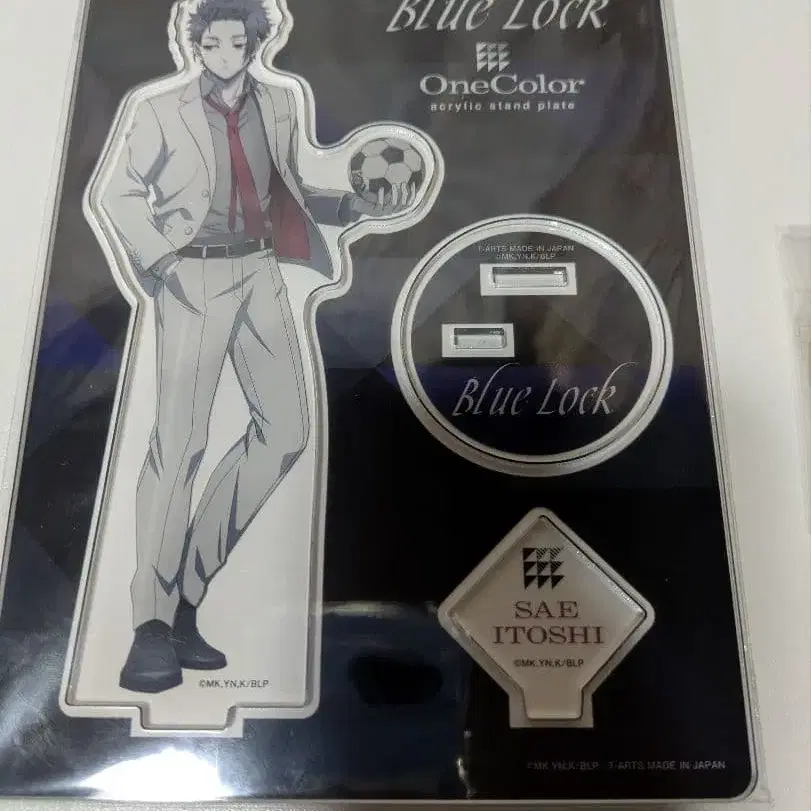 Blue Lock
OneColor
acrylic stand plate
T-ARTS MADE IN JAPAN
©MK,YN,K/BLP
Blue Lock
SAE
ITOSHI
©MK,YN,K/BLP
©MK,YN,K/BLP
©MK,YN,K/BLP T-ARTS MADE IN JAPAN